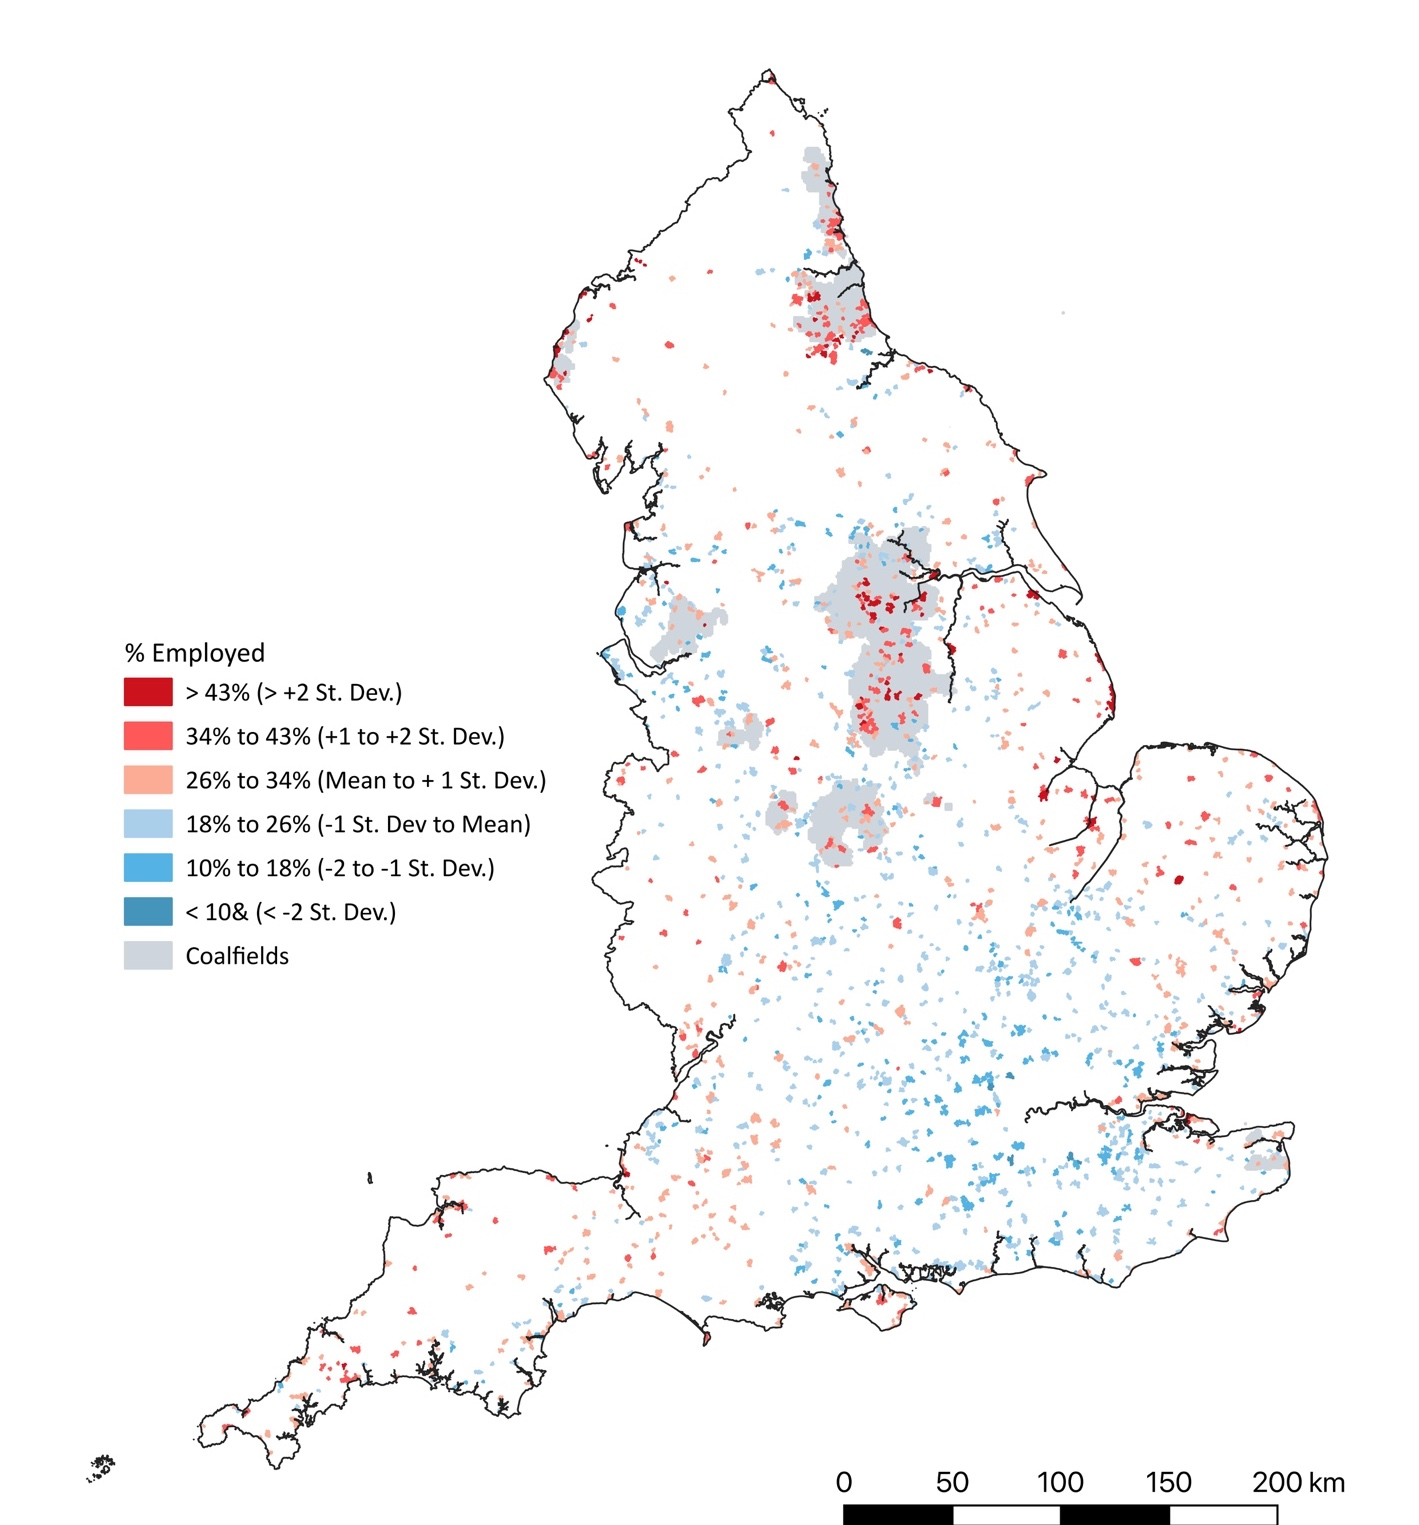 % Employed
> 43% (> +2 St. Dev.)
34% to 43% (+1 to +2 St. Dev.)
26% to 34% (Mean to + 1 St. Dev.)
18% to 26% (-1 St. Dev to Mean)
10% to 18% (-2 to -1 St. Dev.)
< 10& (< -2 St. Dev.)
Coalfields
0 50 100 150 200 km